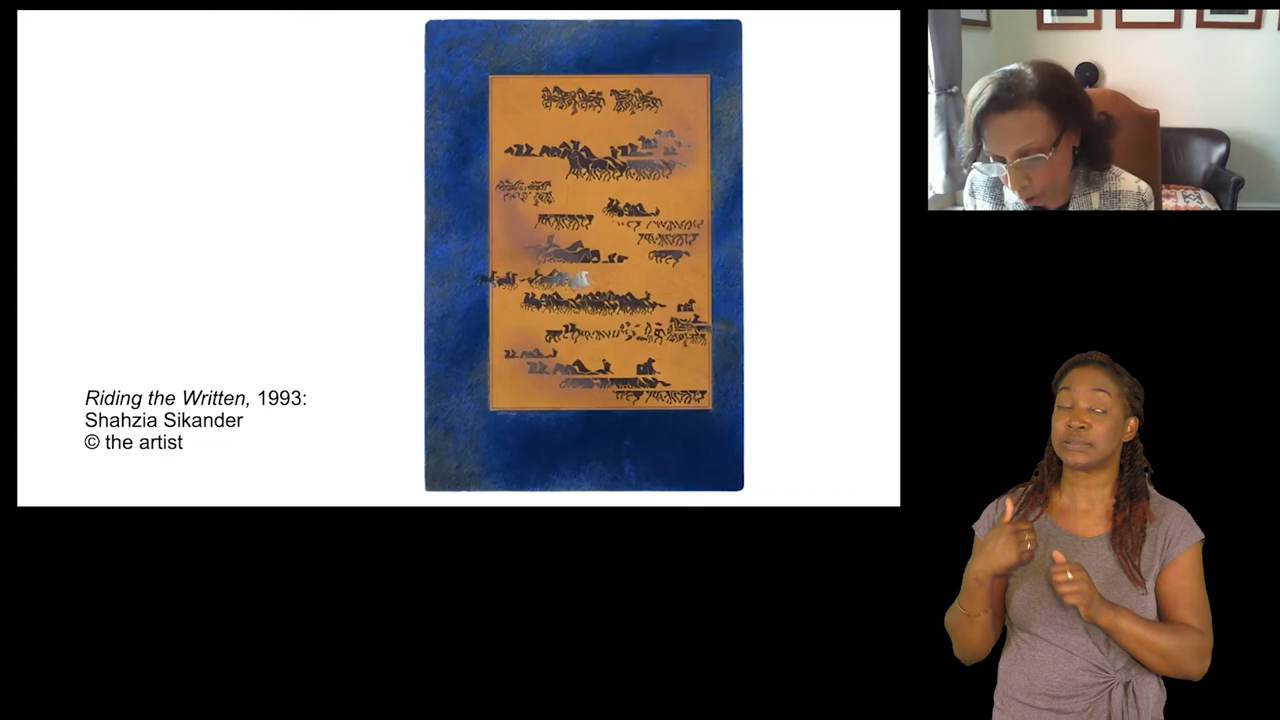 Riding the Written, 1993:
Shahzia Sikander
© the artist